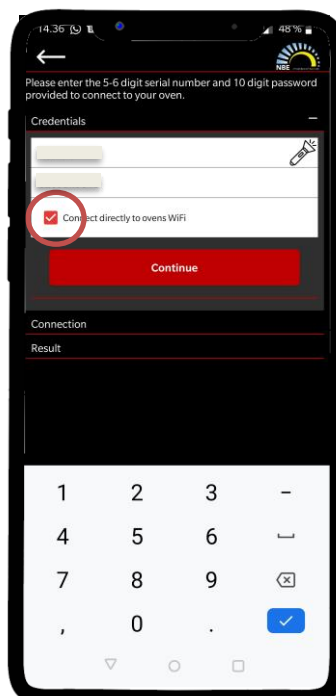 14.36
48 %
NBE
Please enter the 5-6 digit serial number and 10 digit password
provided to connect to your oven.
Credentials
Connect directly to ovens WiFi
Continue
Connection
Result
1 2 3 -
4 5 6
7 8 9
, 0 .